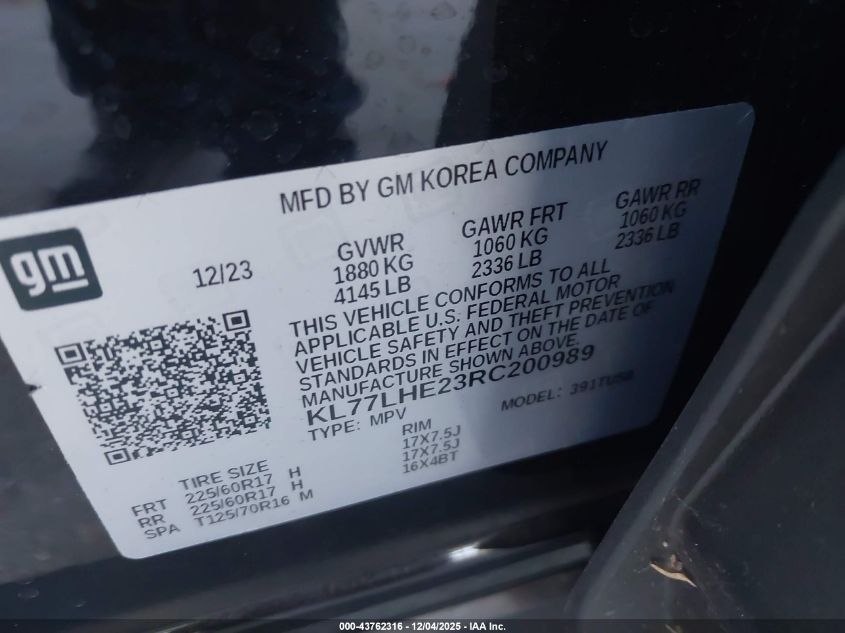 MFD BY GM KOREA COMPANY
gm
12/23
GVWR
1880 KG
4145 LB
GAWR FRT
1060 KG
2336 LB
GAWR RR
1060 KG
2336 LB
THIS VEHICLE CONFORMS TO ALL
APPLICABLE U.S. FEDERAL MOTOR
VEHICLE SAFETY AND THEFT PREVENTION
STANDARDS IN EFFECT ON THE DATE OF
MANUFACTURE SHOWN ABOVE.
KL77LHE23RC200989
TYPE: MPV
MODEL: 391TUSB
TIRE SIZE
RIM
FRT 225/60R17 H 17X7.5J
RR 225/60R17 H 17X7.5J
SPA T125/70R16 M 16X4BT
000-43762316 - 12/04/2025 - IAA Inc.